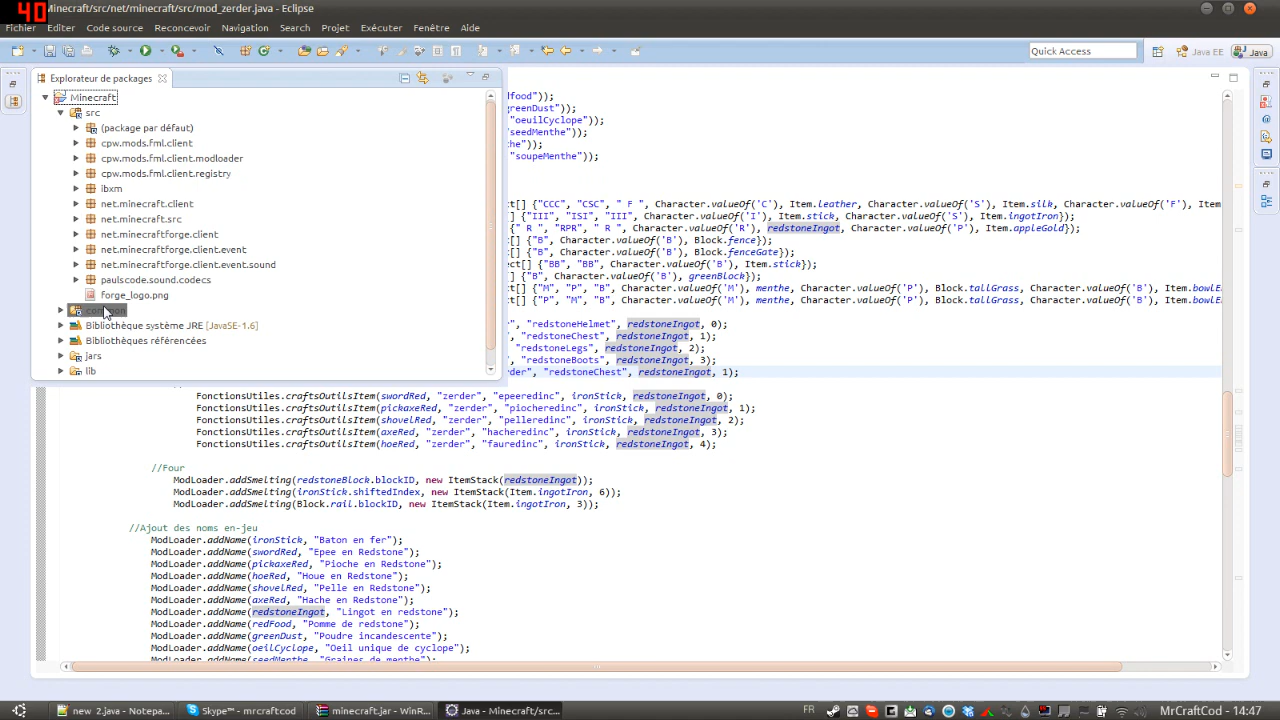 40
Minecraft/src/net/minecraft/src/mod_zerder.java - Eclipse
Fichier Editer Code source Reconcevoir Navigation Search Projet Exécuter Fenêtre Aide
Quick Access
Java EE
Java
Explorateur de packages
Minecraft
src
(package par défaut)
cpw.mods.fml.client
cpw.mods.fml.client.modloader
cpw.mods.fml.client.registry
ibxm
net.minecraft.client
net.minecraft.src
net.minecraftforge.client
net.minecraftforge.client.event
net.minecraftforge.client.event.sound
paulscode.sound.codecs
forge_logo.png
common
Bibliothèque système JRE [JavaSE-1.6]
Bibliothèques référencées
jars
lib
food"));
greenDust"));
"oeuilCyclope"));
"seedMenthe"));
he"));
"soupeMenthe"));
ect[] {"CCC", "CSC", " F ", Character.valueOf('C'), Item.leather, Character.valueOf('S'), Item.silk, Character.valueOf('F'), Item
[] {"III", "ISI", "III", Character.valueOf('I'), Item.stick, Character.valueOf('S'), Item.ingotIron});
{" R ", "RPR", " R ", Character.valueOf('R'), redstoneIngot, Character.valueOf('P'), Item.appleGold});
[] {"B", Character.valueOf('B'), Block.fence});
{"B", Character.valueOf('B'), Block.fenceGate});
ect[] {"BB", "BB", Character.valueOf('B'), Item.stick});
[] {"B", Character.valueOf('B'), greenBlock});
ect[] {"M", "P", "B", Character.valueOf('M'), menthe, Character.valueOf('P'), Block.tallGrass, Character.valueOf('B'), Item.bowlE
ect[] {"P", "M", "B", Character.valueOf('M'), menthe, Character.valueOf('P'), Block.tallGrass, Character.valueOf('B'), Item.bowlE
r", "redstoneHelmet", redstoneIngot, 0);
, "redstoneChest", redstoneIngot, 1);
"redstoneLegs", redstoneIngot, 2);
"redstoneBoots", redstoneIngot, 3);
rder", "redstoneChest", redstoneIngot, 1);
FonctionsUtiles.craftsOutilsItem(swordRed, "zerder", "epeeredinc", ironStick, redstoneIngot, 0);
FonctionsUtiles.craftsOutilsItem(pickaxeRed, "zerder", "piocheredinc", ironStick, redstoneIngot, 1);
FonctionsUtiles.craftsOutilsItem(shovelRed, "zerder", "pelleredinc", ironStick, redstoneIngot, 2);
FonctionsUtiles.craftsOutilsItem(axeRed, "zerder", "hacheredinc", ironStick, redstoneIngot, 3);
FonctionsUtiles.craftsOutilsItem(hoeRed, "zerder", "fauredinc", ironStick, redstoneIngot, 4);
//Four
ModLoader.addSmelting(redstoneBlock.blockID, new ItemStack(redstoneIngot));
ModLoader.addSmelting(ironStick.shiftedIndex, new ItemStack(Item.ingotIron, 6));
ModLoader.addSmelting(Block.rail.blockID, new ItemStack(Item.ingotIron, 3));
//Ajout des noms en-jeu
ModLoader.addName(ironStick, "Baton en fer");
ModLoader.addName(swordRed, "Epee en Redstone");
ModLoader.addName(pickaxeRed, "Pioche en Redstone");
ModLoader.addName(hoeRed, "Houe en Redstone");
ModLoader.addName(shovelRed, "Pelle en Redstone");
ModLoader.addName(axeRed, "Hache en Redstone");
ModLoader.addName(redstoneIngot, "Lingot en redstone");
ModLoader.addName(redFood, "Pomme de redstone");
ModLoader.addName(greenDust, "Poudre incandescente");
ModLoader.addName(oeilCyclope, "Oeil unique de cyclope");
ModLoader.addName(seedMenthe, "Graines de menthe");
new 2.java - Notepa...
Skype™ - mrcraftcod
minecraft.jar - WinR...
Java - Minecraft/src...
FR
MrCraftCod - 14:47